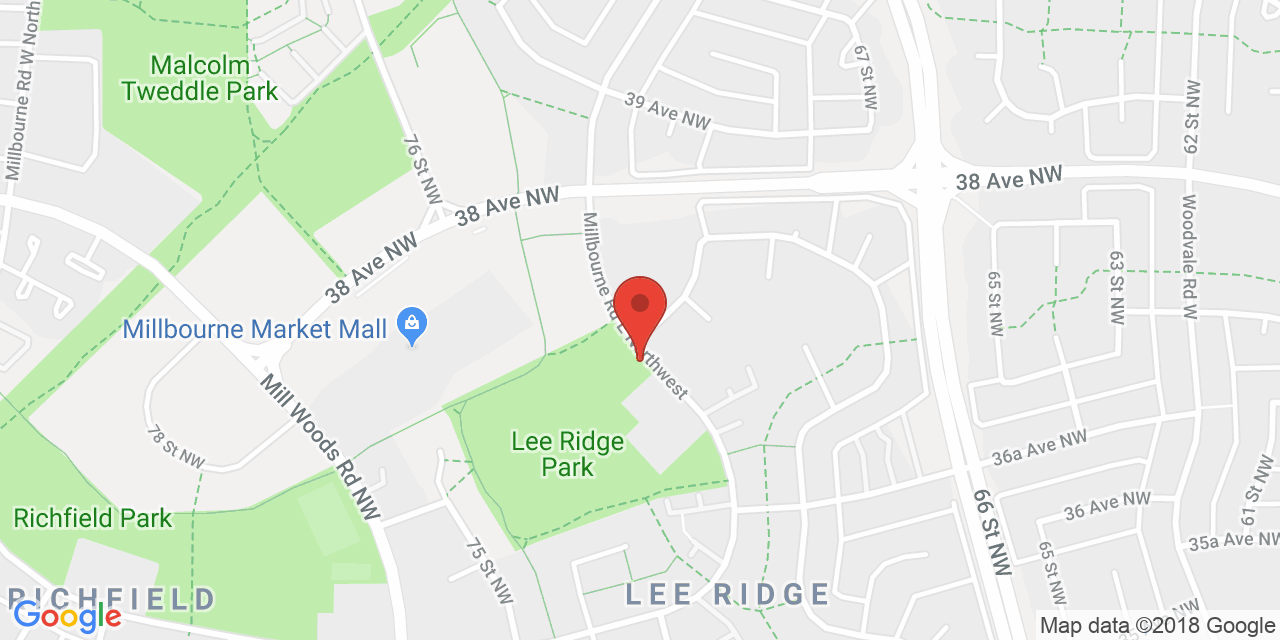 Malcolm
Tweddle Park
Millbourne Rd W North
76 St NW
39 Ave NW
67 St NW
62 St NW
38 Ave NW
38 Ave NW
38 Ave NW
Millbourne Rd E Northwest
Woodvale Rd W
63 St NW
65 St NW
Millbourne Market Mall
Mill Woods Rd NW
78 St NW
Lee Ridge
Park
36a Ave NW
66 St NW
61 St NW
36 Ave NW
35a Ave NW
Richfield Park
75 St NW
65 St NW
RICHFIELD
LEE RIDGE
Google
Map data ©2018 Google